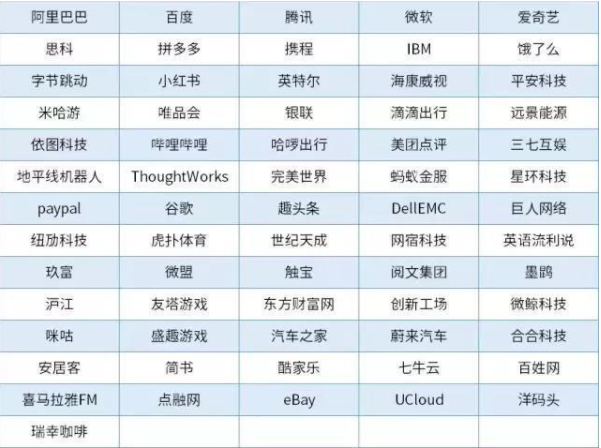 阿里巴巴 百度 腾讯 微软 爱奇艺
思科 拼多多 携程 IBM 饿了么
字节跳动 小红书 英特尔 海康威视 平安科技
米哈游 唯品会 银联 滴滴出行 远景能源
依图科技 哔哩哔哩 哈啰出行 美团点评 三七互娱
地平线机器人 ThoughtWorks 完美世界 蚂蚁金服 星环科技
paypal 谷歌 趣头条 DellEMC 巨人网络
纽劢科技 虎扑体育 世纪天成 网宿科技 英语流利说
玖富 微盟 触宝 阅文集团 墨鹍
沪江 友塔游戏 东方财富网 创新工场 微鲸科技
咪咕 盛趣游戏 汽车之家 蔚来汽车 合合科技
安居客 简书 酷家乐 七牛云 百姓网
喜马拉雅FM 点融网 eBay UCloud 洋码头
瑞幸咖啡